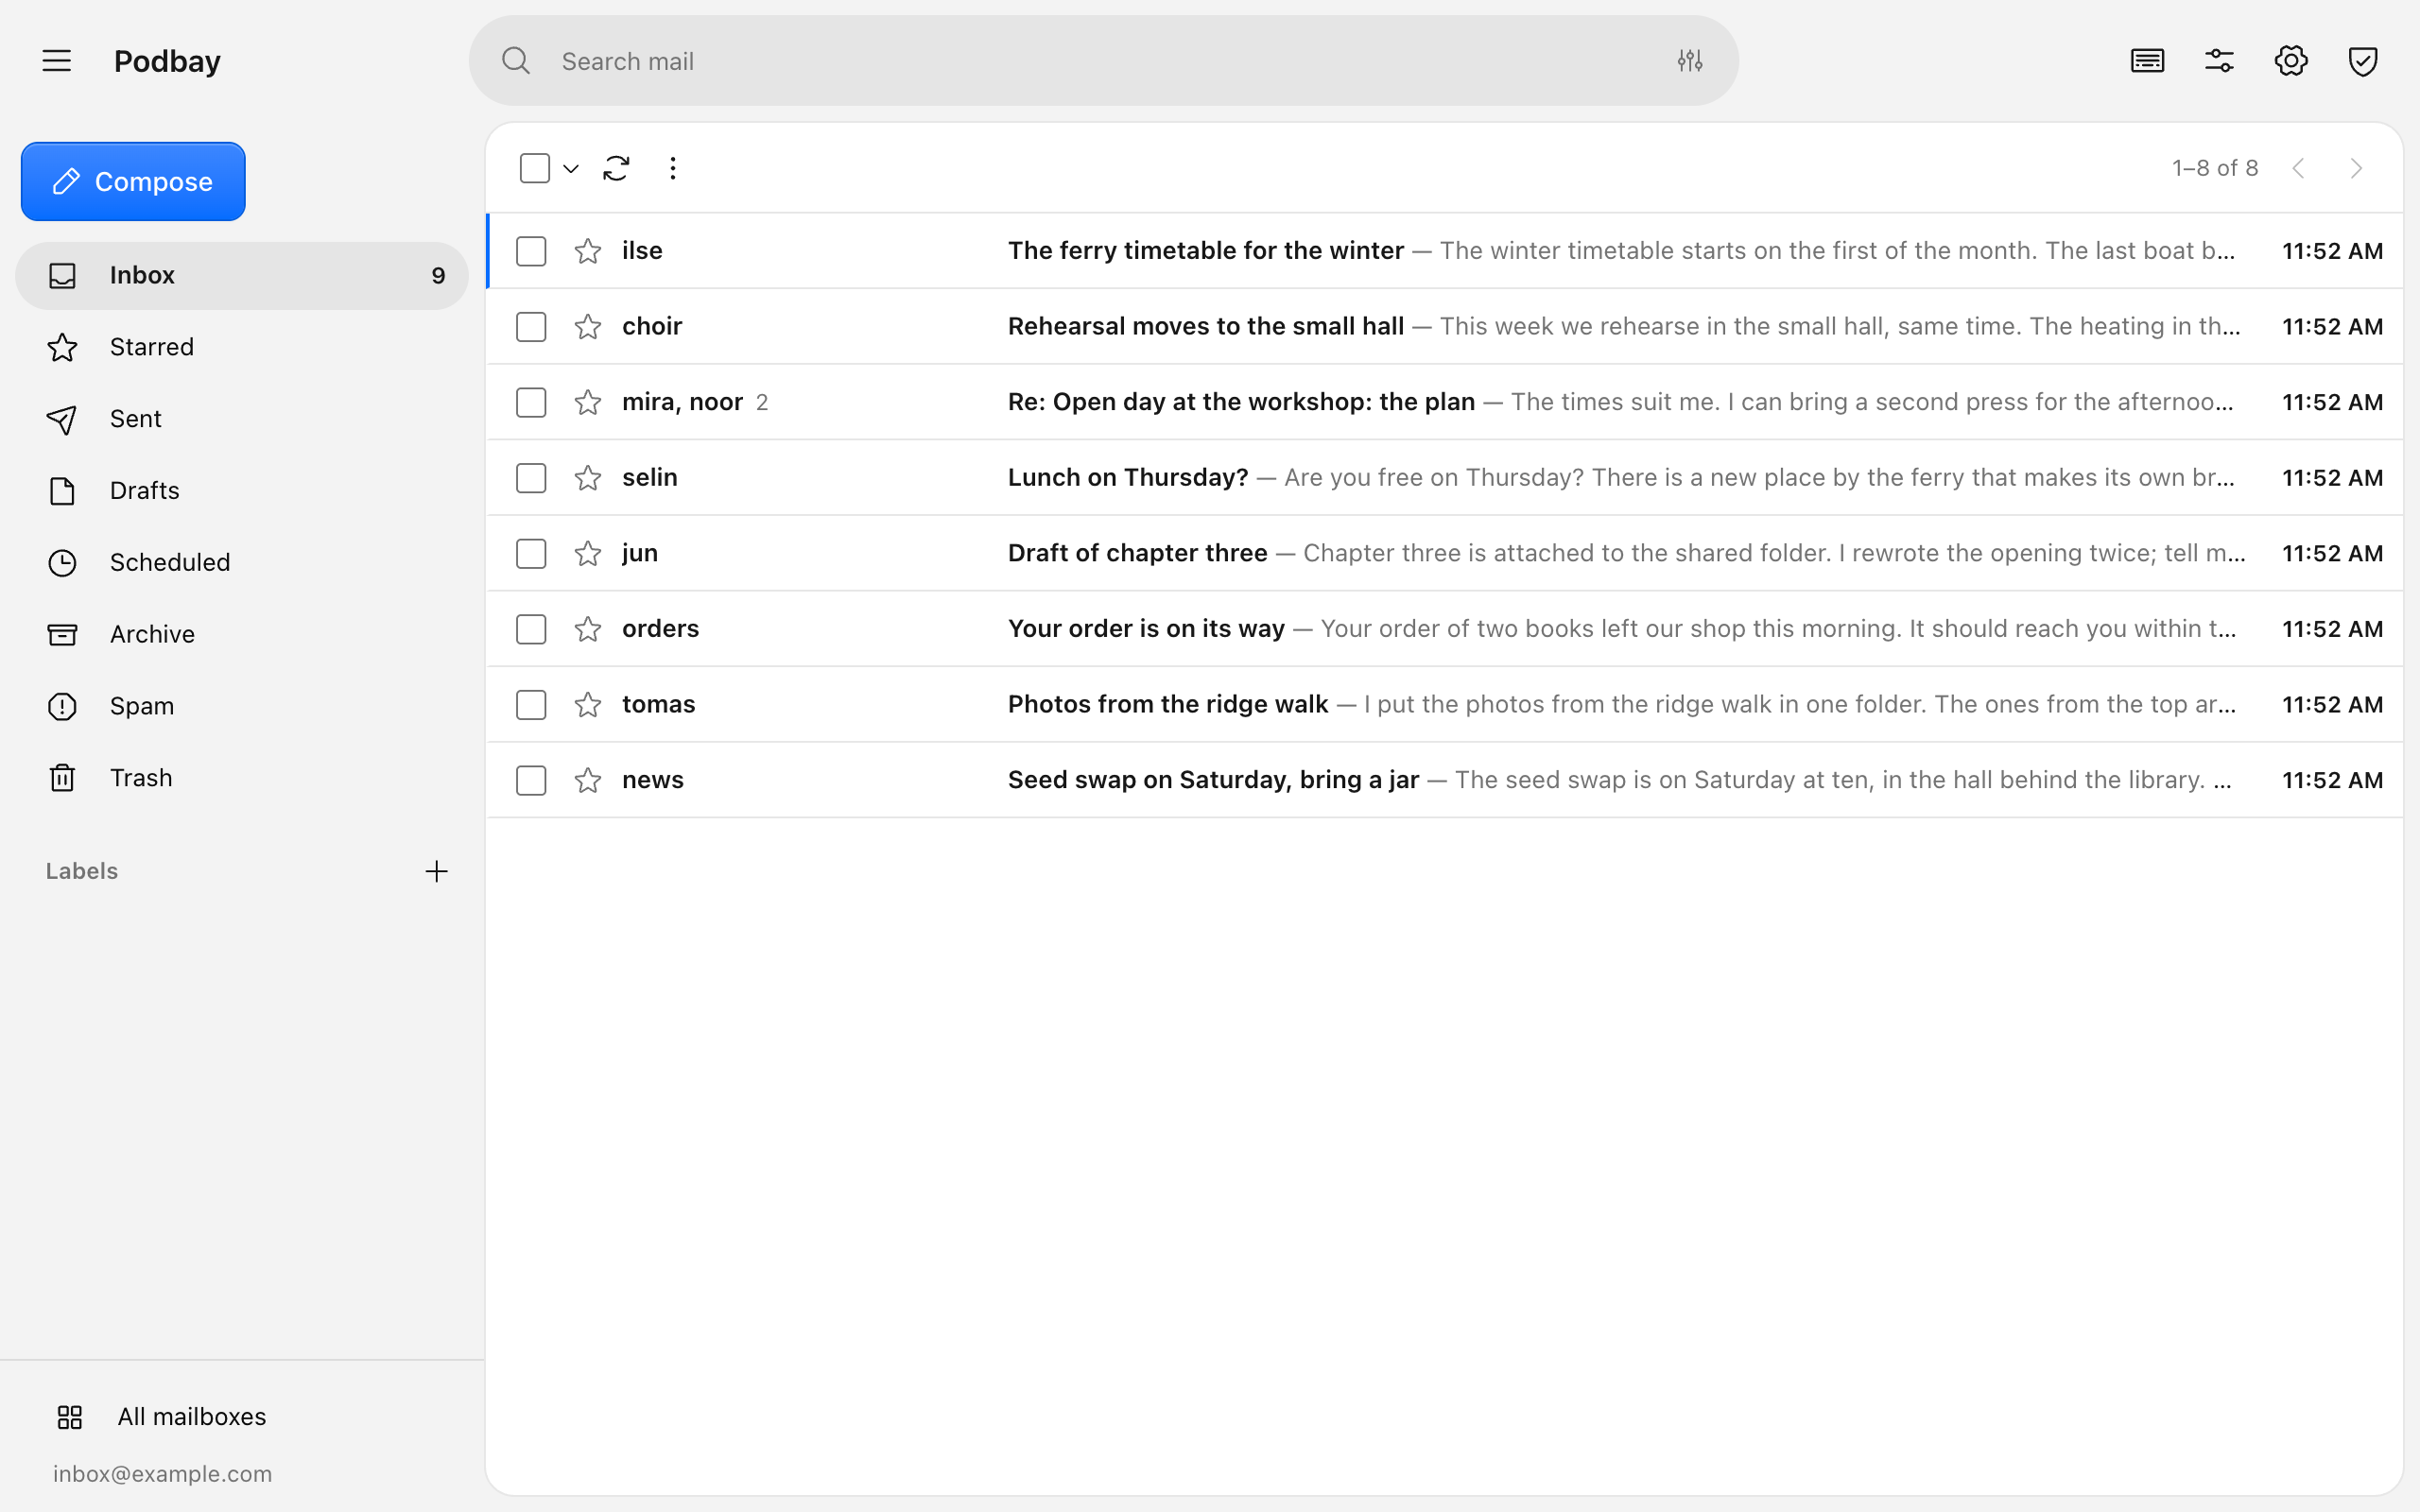 Podbay
Search mail
Compose
1–8 of 8
Inbox 9
Starred
Sent
Drafts
Scheduled
Archive
Spam
Trash
Labels
ilse The ferry timetable for the winter — The winter timetable starts on the first of the month. The last boat b... 11:52 AM
choir Rehearsal moves to the small hall — This week we rehearse in the small hall, same time. The heating in th... 11:52 AM
mira, noor 2 Re: Open day at the workshop: the plan — The times suit me. I can bring a second press for the afternoo... 11:52 AM
selin Lunch on Thursday? — Are you free on Thursday? There is a new place by the ferry that makes its own br... 11:52 AM
jun Draft of chapter three — Chapter three is attached to the shared folder. I rewrote the opening twice; tell m... 11:52 AM
orders Your order is on its way — Your order of two books left our shop this morning. It should reach you within t... 11:52 AM
tomas Photos from the ridge walk — I put the photos from the ridge walk in one folder. The ones from the top ar... 11:52 AM
news Seed swap on Saturday, bring a jar — The seed swap is on Saturday at ten, in the hall behind the library. ... 11:52 AM
All mailboxes
inbox@example.com